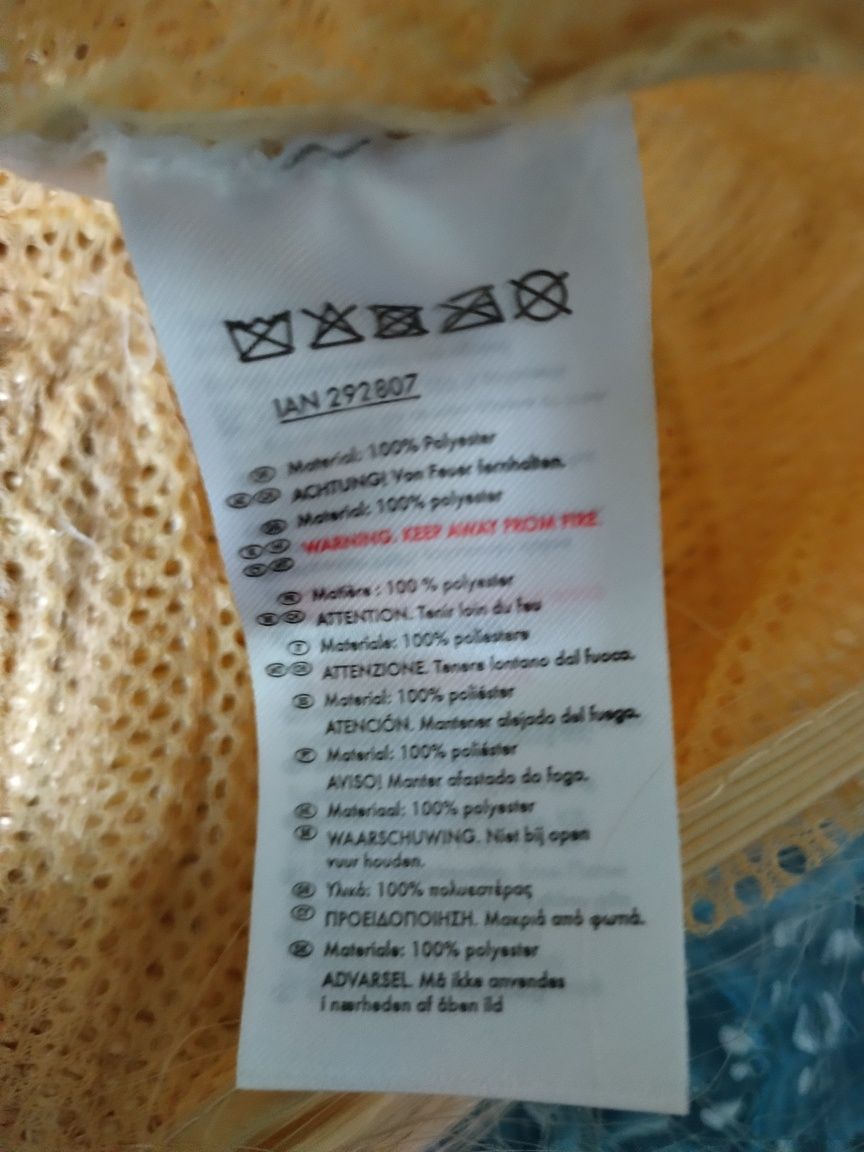 IAN 292807
Material: 100% Polyester
ACHTUNG! Von Feuer fernhalten.
Material: 100% polyester
WARNING. KEEP AWAY FROM FIRE.
Matière : 100 % polyester
ATTENTION. Tenir loin du feu
Materiale: 100% poliestere
ATTENZIONE. Tenere lontano dal fuoco.
Material: 100% poliéster
ATENCIÓN. Mantener alejado del fuego.
Material: 100% poliéster
AVISO! Manter afastado do fogo.
Materiaal: 100% polyester
WAARSCHUWING. Niet bij open
vuur houden.
Υλικό: 100% πολυεστέρας
ΠΡΟΕΙΔΟΠΟΙΗΣΗ. Μακριά από φωτιά.
Materiale: 100% polyester
ADVARSEL. Må ikke anvendes
i nærheden af åben ild